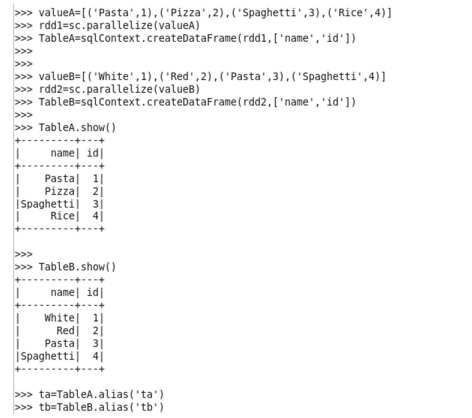 >>> valueA=[('Pasta',1),('Pizza',2),('Spaghetti',3),('Rice',4)]
>>> rdd1=sc.parallelize(valueA)
>>> TableA=sqlContext.createDataFrame(rdd1,['name','id'])
>>>
>>>
>>> valueB=[('White',1),('Red',2),('Pasta',3),('Spaghetti',4)]
>>> rdd2=sc.parallelize(valueB)
>>> TableB=sqlContext.createDataFrame(rdd2,['name','id'])
>>>
>>> TableA.show()
+---------+---+
|     name| id|
+---------+---+
|    Pasta|  1|
|    Pizza|  2|
|Spaghetti|  3|
|     Rice|  4|
+---------+---+
>>>
>>> TableB.show()
+---------+---+
|     name| id|
+---------+---+
|    White|  1|
|      Red|  2|
|    Pasta|  3|
|Spaghetti|  4|
+---------+---+
>>> ta=TableA.alias('ta')
>>> tb=TableB.alias('tb')